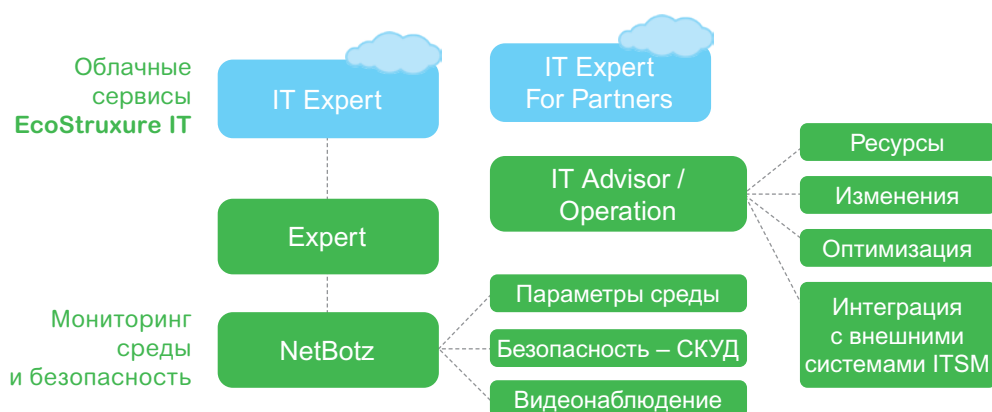 Облачные
сервисы
EcoStruxure IT
IT Expert
IT Expert
For Partners
IT Advisor /
Operation
Ресурсы
Изменения
Оптимизация
Интеграция
с внешними
системами ITSM
Expert
Мониторинг
среды
и безопасность
NetBotz
Параметры среды
Безопасность – СКУД
Видеонаблюдение